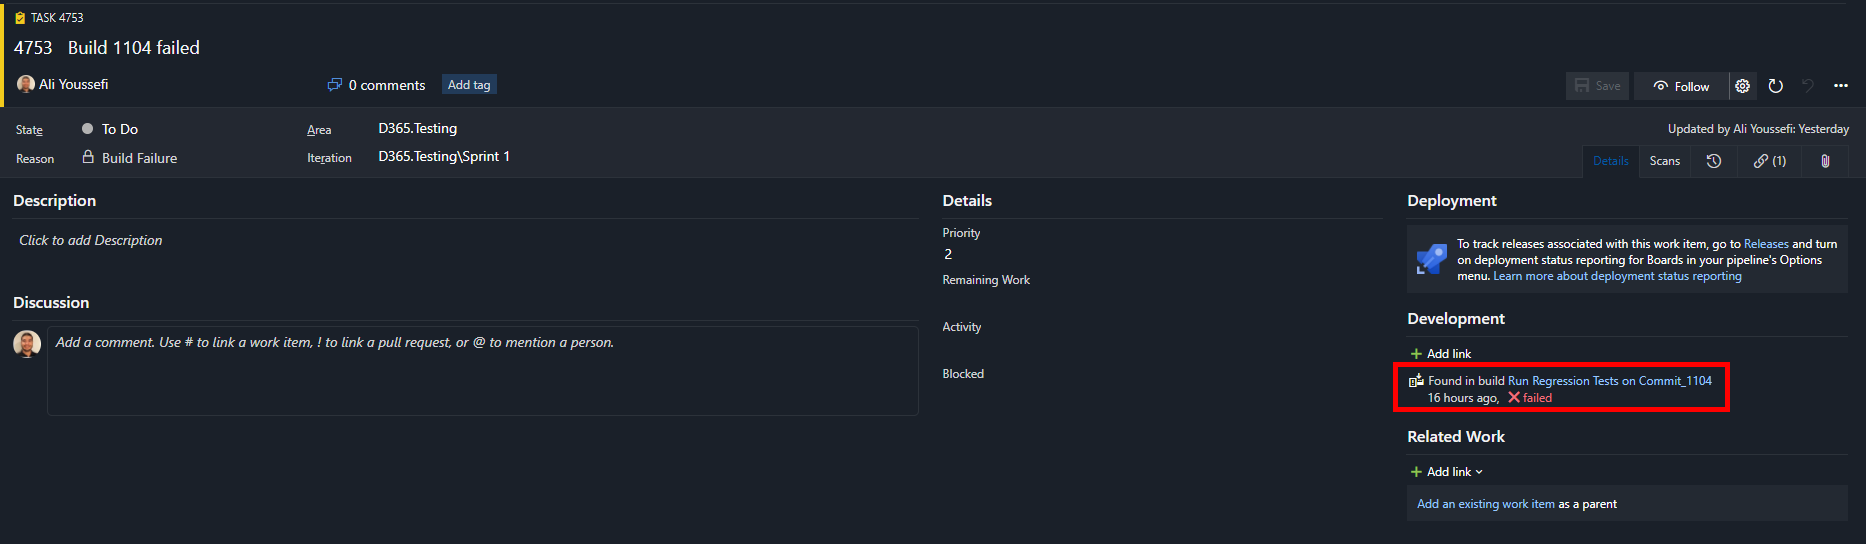 TASK 4753
4753 Build 1104 failed
Ali Youssefi
0 comments
Add tag
Save
Follow
State
To Do
Area
D365.Testing
Updated by Ali Youssefi: Yesterday
Reason
Build Failure
Iteration
D365.Testing\Sprint 1
Details
Scans
(1)
Description
Click to add Description
Discussion
Add a comment. Use # to link a work item, ! to link a pull request, or @ to mention a person.
Details
Priority
2
Remaining Work
Activity
Blocked
Deployment
To track releases associated with this work item, go to Releases and turn
on deployment status reporting for Boards in your pipeline's Options
menu. Learn more about deployment status reporting
Development
Add link
Found in build Run Regression Tests on Commit_1104
16 hours ago, failed
Related Work
Add link
Add an existing work item as a parent